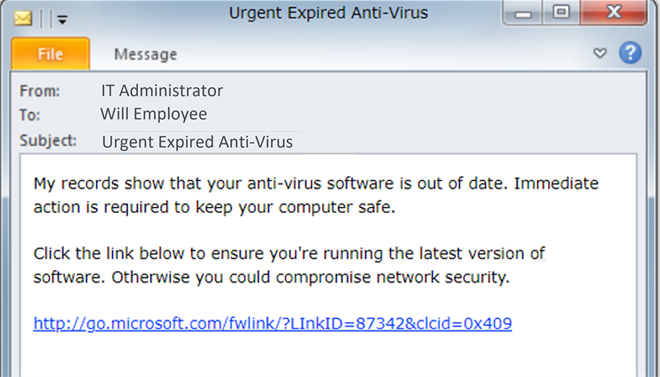 Urgent Expired Anti-Virus
File Message
From: IT Administrator
To: Will Employee
Subject: Urgent Expired Anti-Virus
My records show that your anti-virus software is out of date. Immediate
action is required to keep your computer safe.
Click the link below to ensure you're running the latest version of
software. Otherwise you could compromise network security.
http://go.microsoft.com/fwlink/?LInkID=87342&clcid=0x409